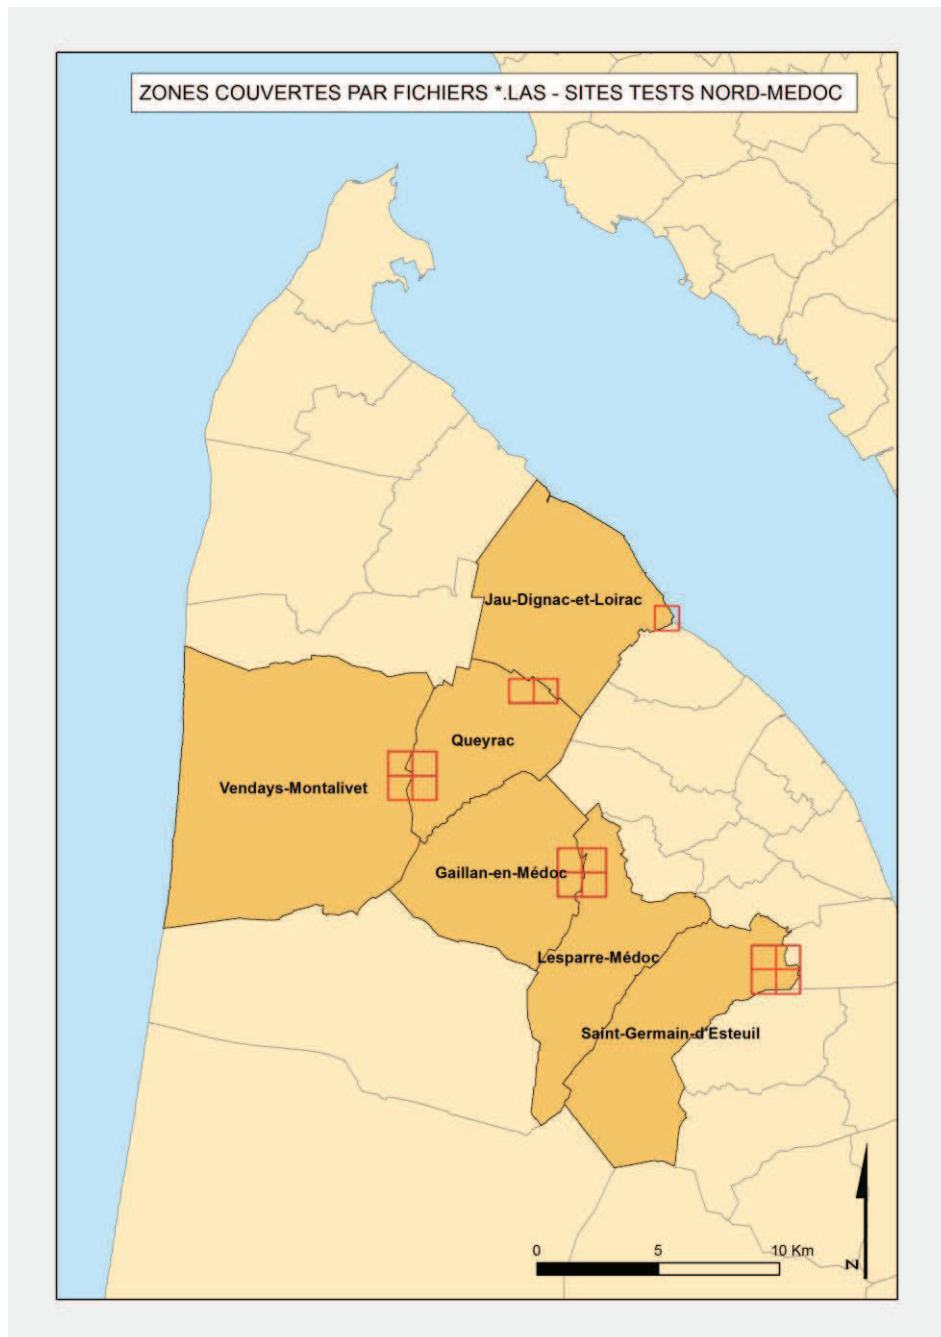 ZONES COUVERTES PAR FICHIERS *.LAS - SITES TESTS NORD-MEDOC
Jau-Dignac-et-Loirac
Queyrac
Vendays-Montalivet
Gaillan-en-Médoc
Lesparre-Médoc
Saint-Germain-d'Esteuil
0 5 10 Km
N